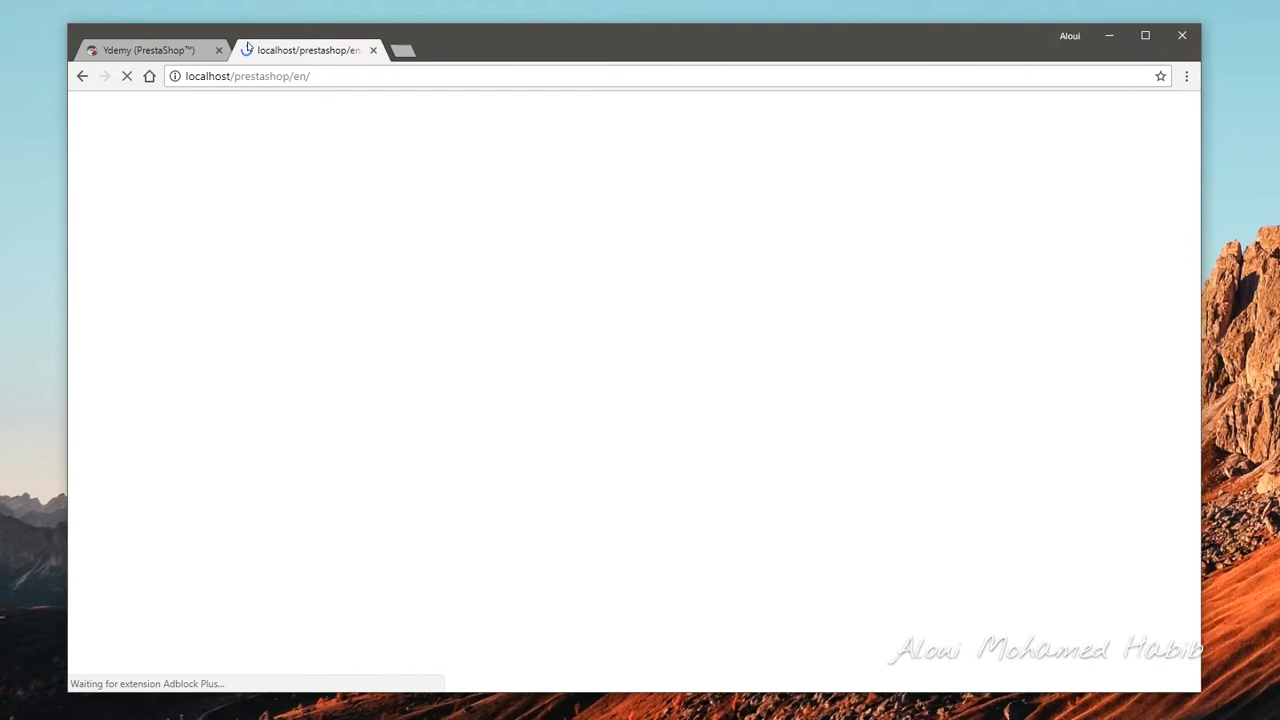 Aloui
Ydemy (PrestaShop™)
localhost/prestashop/en
localhost/prestashop/en/
Aloui Mohamed Habib
Waiting for extension Adblock Plus...